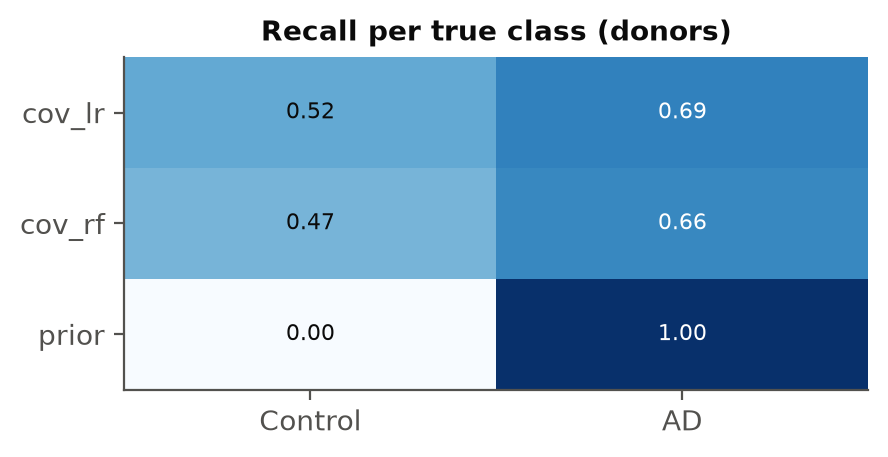 Recall per true class (donors)
cov_lr 0.52 0.69
cov_rf 0.47 0.66
prior 0.00 1.00
Control AD